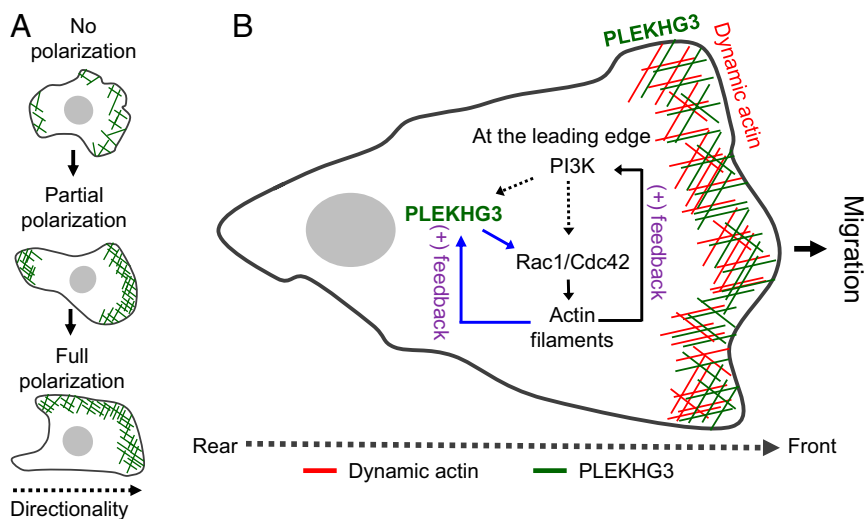 A
No
polarization
Partial
polarization
Full
polarization
Directionality
B
PLEKHG3
Dynamic actin
At the leading edge
PI3K
PLEKHG3
(+) feedback
Rac1/Cdc42
Actin
filaments
(+) feedback
Migration
Rear
Front
Dynamic actin
PLEKHG3